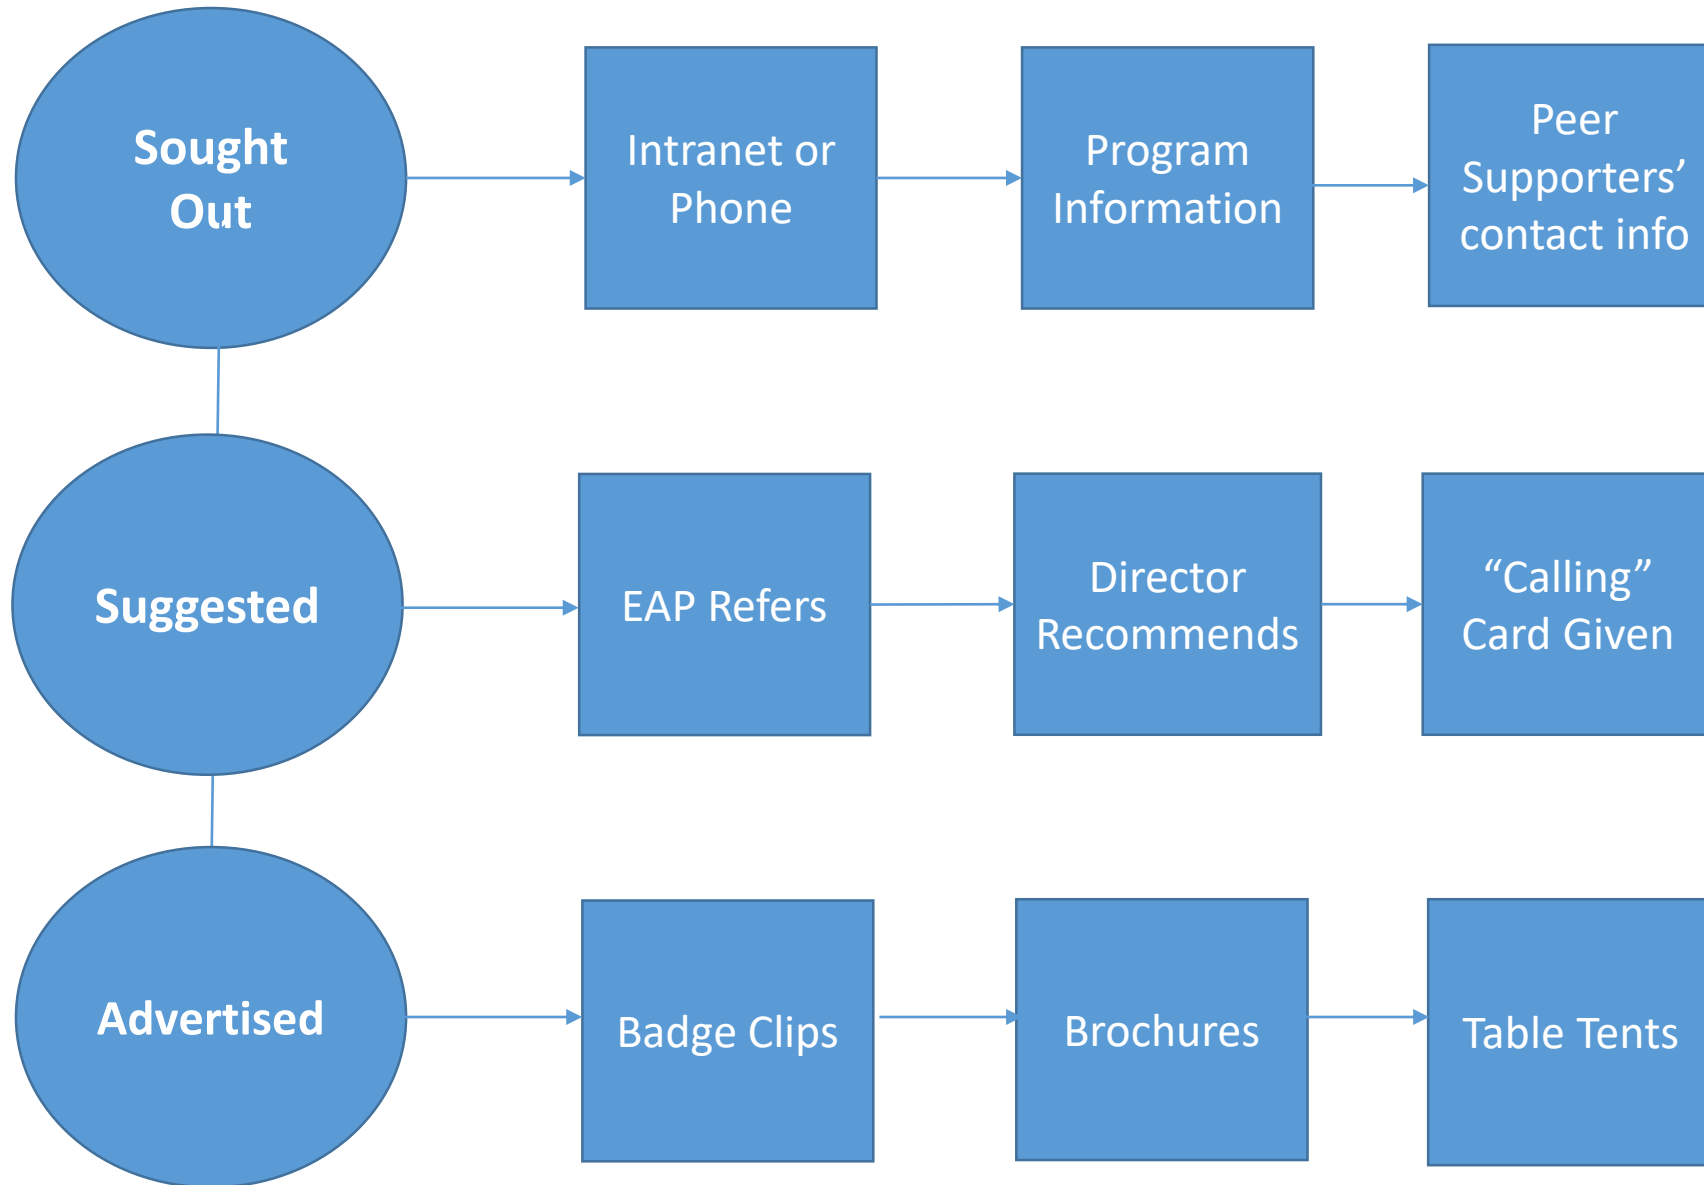 Sought
Out
Intranet or
Phone
Program
Information
Peer
Supporters’
contact info
Suggested
EAP Refers
Director
Recommends
“Calling”
Card Given
Advertised
Badge Clips
Brochures
Table Tents